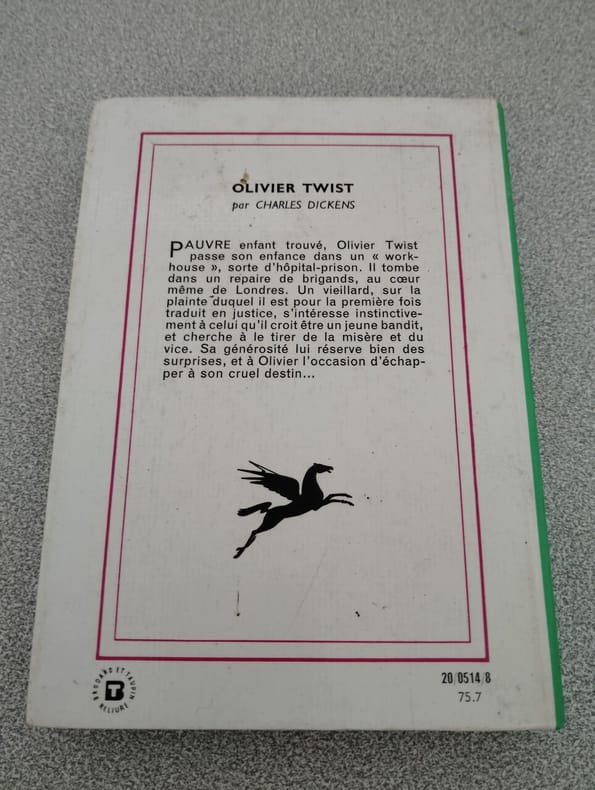 OLIVIER TWIST
par CHARLES DICKENS
PAUVRE enfant trouvé, Olivier Twist
passe son enfance dans un « work-
house », sorte d'hôpital-prison. Il tombe
dans un repaire de brigands, au cœur
même de Londres. Un vieillard, sur la
plainte duquel il est pour la première fois
traduit en justice, s'intéresse instinctive-
ment à celui qu'il croit être un jeune bandit,
et cherche à le tirer de la misère et du
vice. Sa générosité lui réserve bien des
surprises, et à Olivier l'occasion d'échap-
per à son cruel destin...
BRODARD ET TAUPIN
RELIURE
20/0514/8
75.7